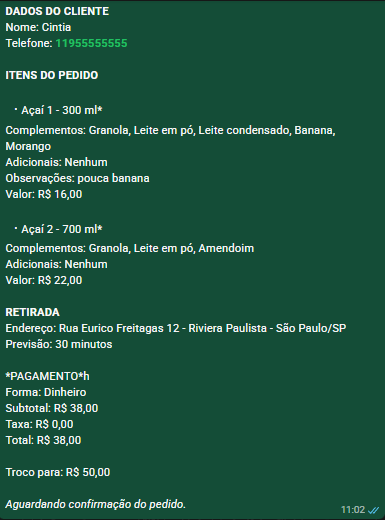 DADOS DO CLIENTE
Nome: Cintia
Telefone: 11955555555
ITENS DO PEDIDO
· Açaí 1 - 300 ml*
Complementos: Granola, Leite em pó, Leite condensado, Banana,
Morango
Adicionais: Nenhum
Observações: pouca banana
Valor: R$ 16,00
· Açaí 2 - 700 ml*
Complementos: Granola, Leite em pó, Amendoim
Adicionais: Nenhum
Valor: R$ 22,00
RETIRADA
Endereço: Rua Eurico Freitagas 12 - Riviera Paulista - São Paulo/SP
Previsão: 30 minutos
*PAGAMENTO*h
Forma: Dinheiro
Subtotal: R$ 38,00
Taxa: R$ 0,00
Total: R$ 38,00
Troco para: R$ 50,00
Aguardando confirmação do pedido.
11:02